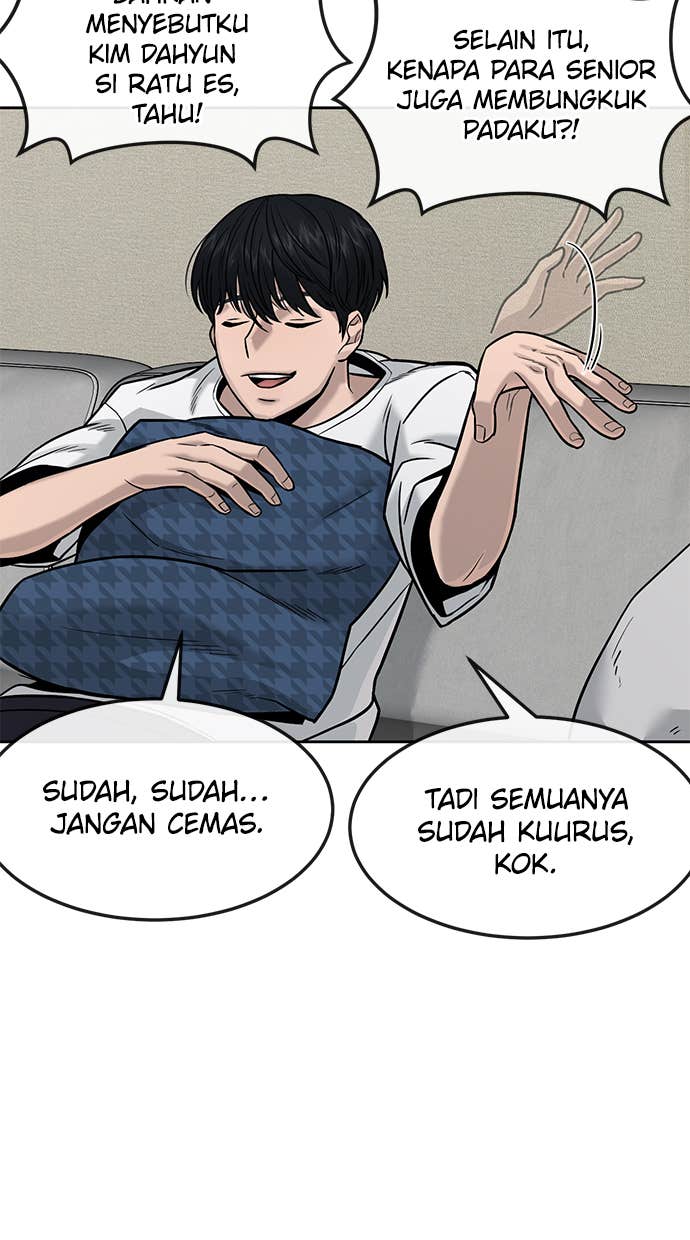 BAHKAN
MENYEBUTKU
KIM DAHYUN
SI RATU ES,
TAHU!
SELAIN ITU,
KENAPA PARA SENIOR
JUGA MEMBUNGKUK
PADAKU?!
SUDAH, SUDAH...
JANGAN CEMAS.
TADI SEMUANYA
SUDAH KUURUS,
KOK.